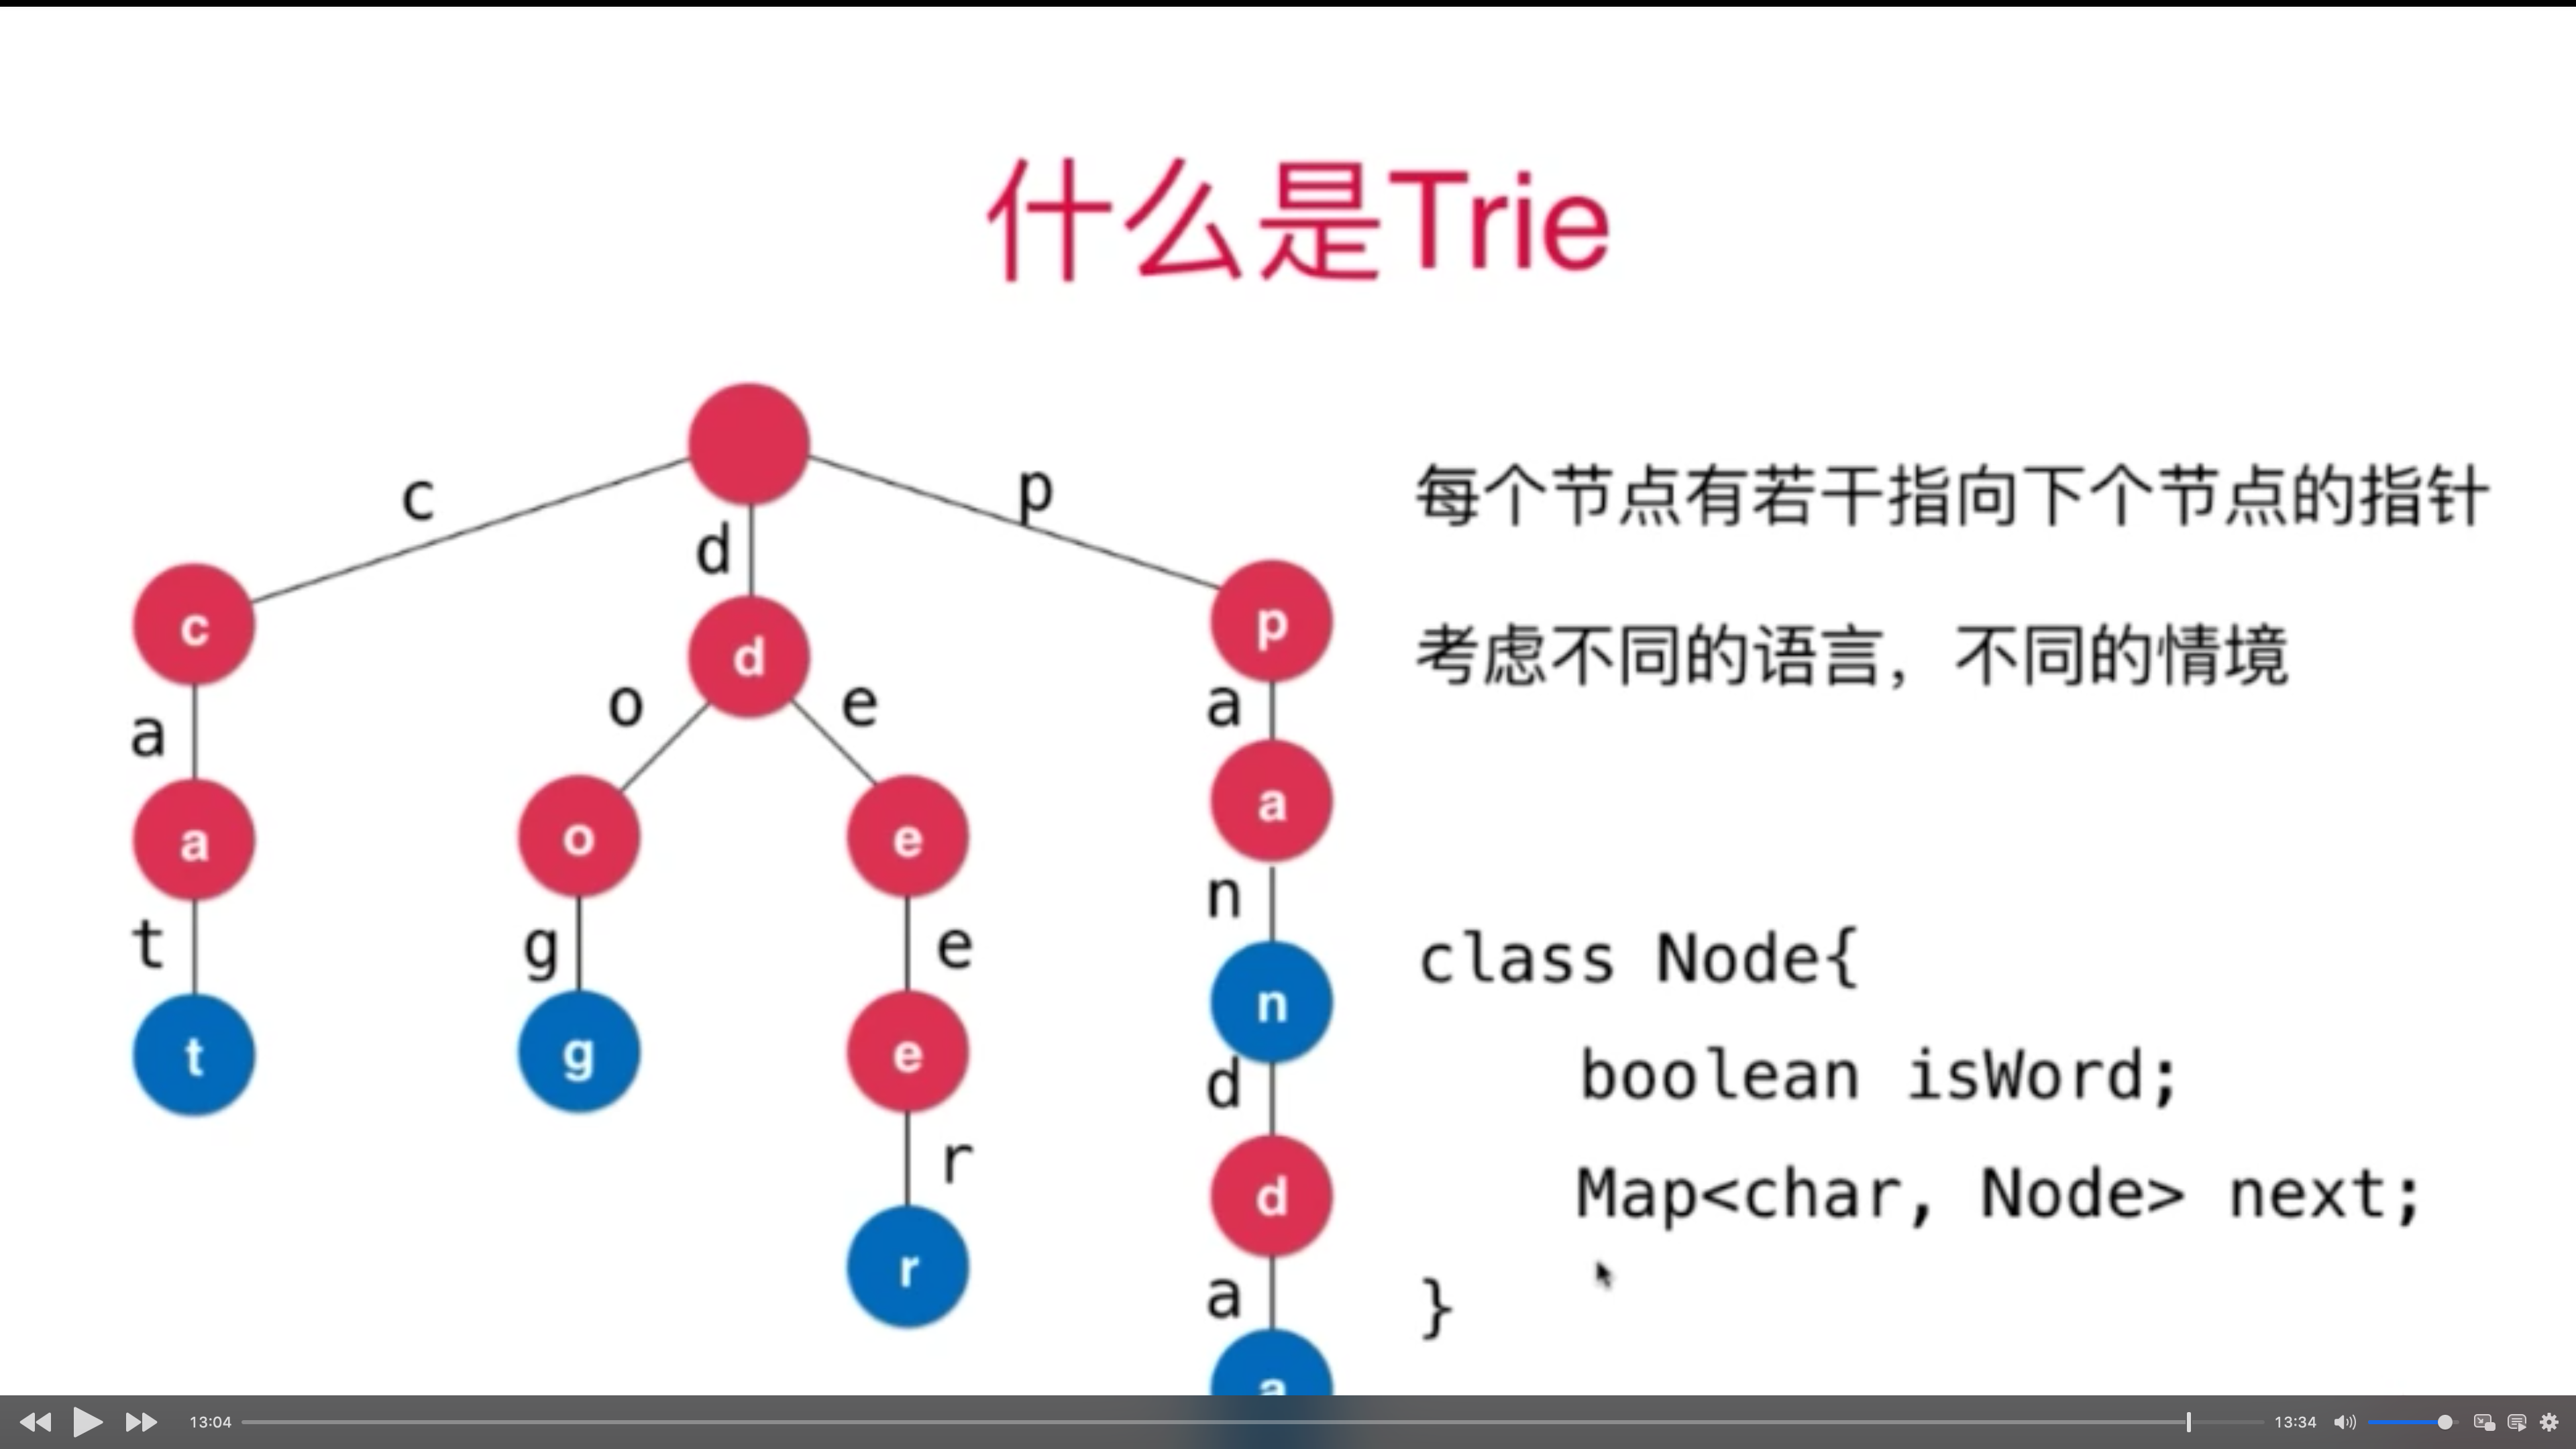 什么是Trie
c
d
p
c
d
p
a
o
e
a
a
o
e
a
t
g
e
n
t
g
e
n
r
d
r
d
a
a
每个节点有若干指向下个节点的指针
考虑不同的语言，不同的情境
class Node{
boolean isWord;
Map<char, Node> next;
}
13:04
13:34